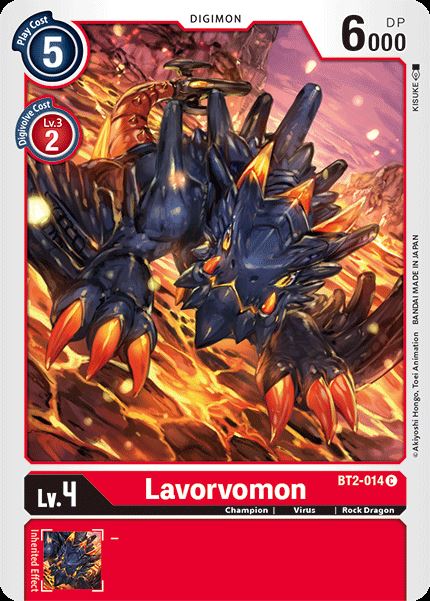 Play Cost
5
DIGIMON
DP
6000
Digivolve Cost
Lv.3
2
KISUKE
©Akiyoshi Hongo, Toei Animation BANDAI MADE IN JAPAN
Lv.4
Lavorvomon
BT2-014 C
Champion | Virus | Rock Dragon
Inherited Effect
–